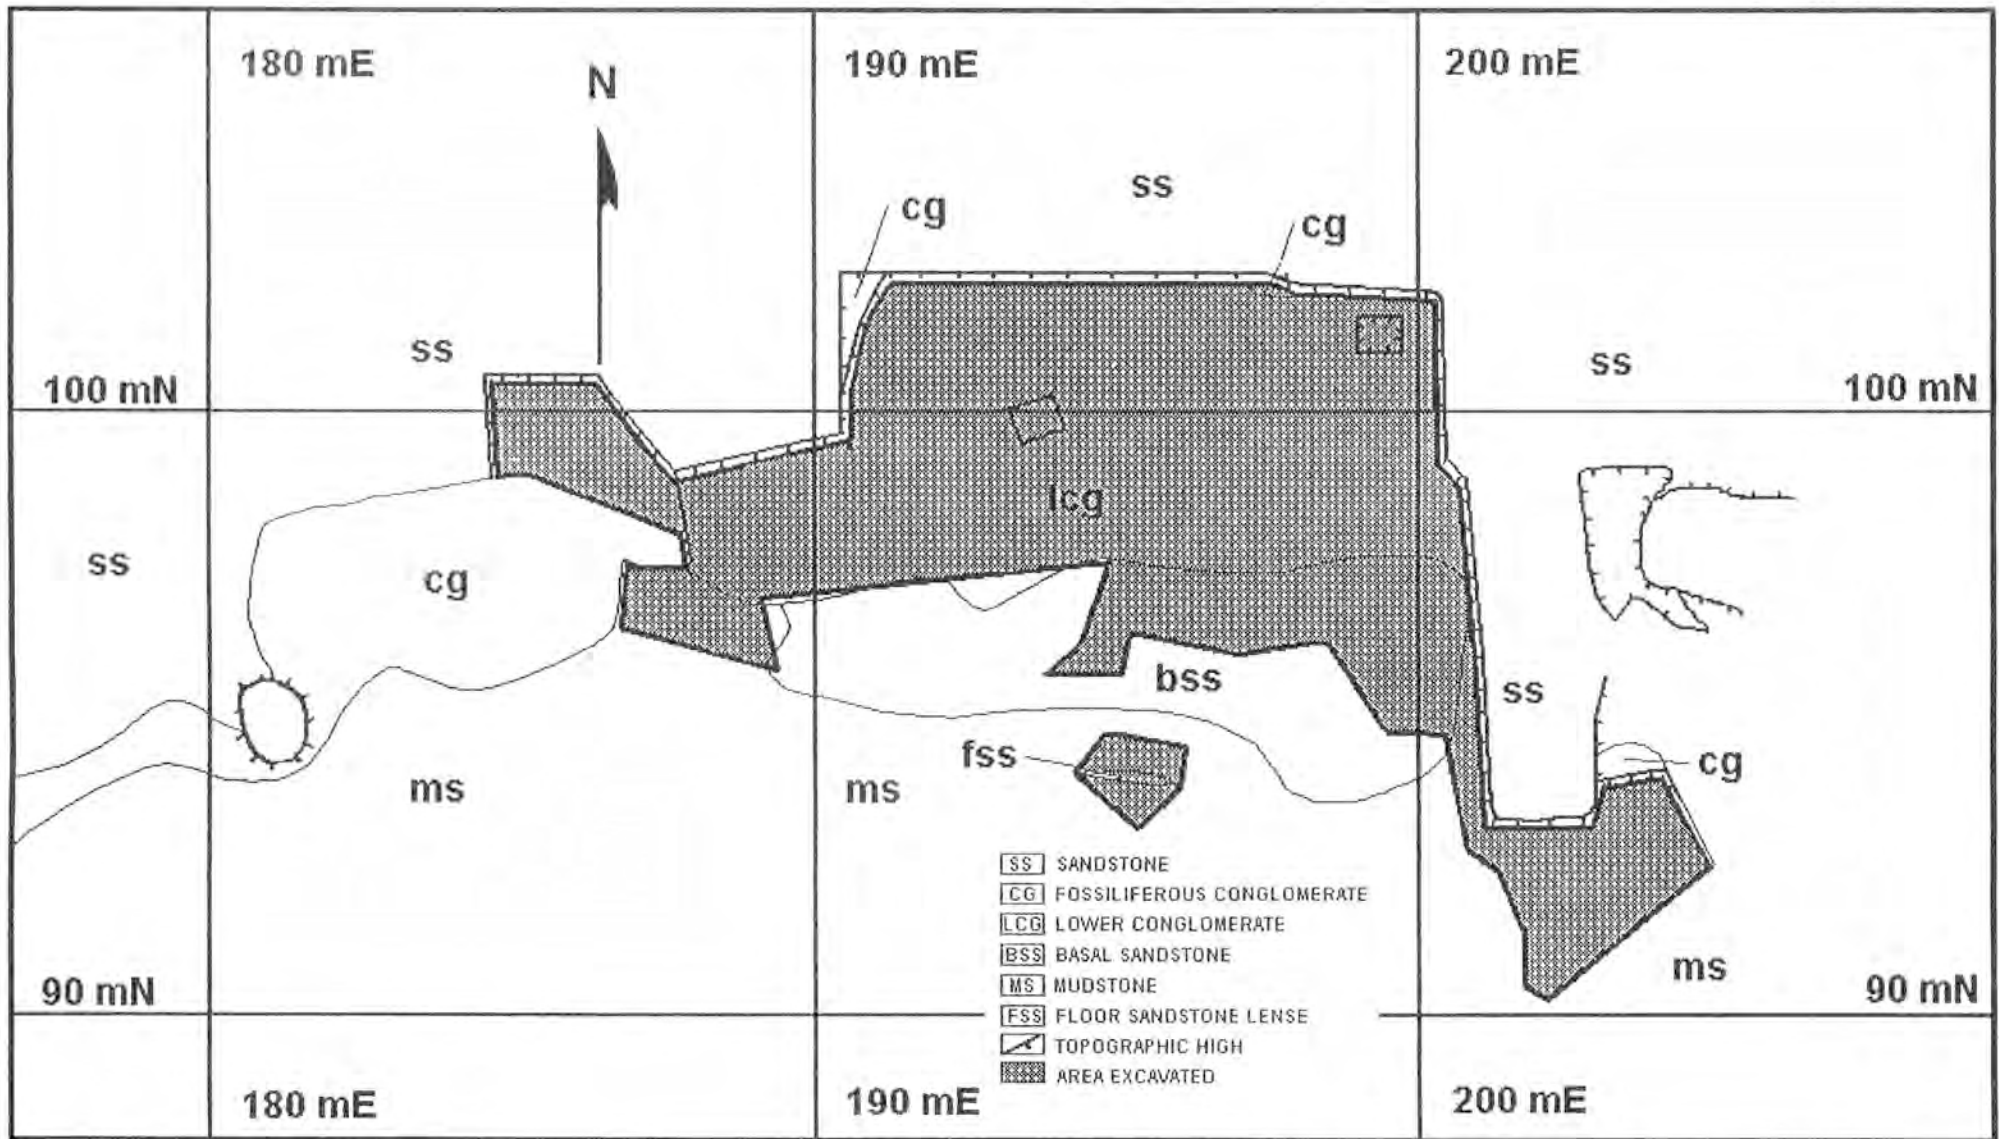 180 mE
190 mE
200 mE
N
ss
cg
cg
ss
ss
100 mN
100 mN
lcg
ss
cg
ss
bss
fss
cg
ms
ms
ms
SS SANDSTONE
CG FOSSILIFEROUS CONGLOMERATE
LCG LOWER CONGLOMERATE
BSS BASAL SANDSTONE
MS MUDSTONE
FSS FLOOR SANDSTONE LENSE
TOPOGRAPHIC HIGH
AREA EXCAVATED
90 mN
90 mN
180 mE
190 mE
200 mE